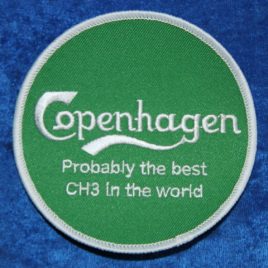 Copenhagen
Probably the best
CH3 in the world